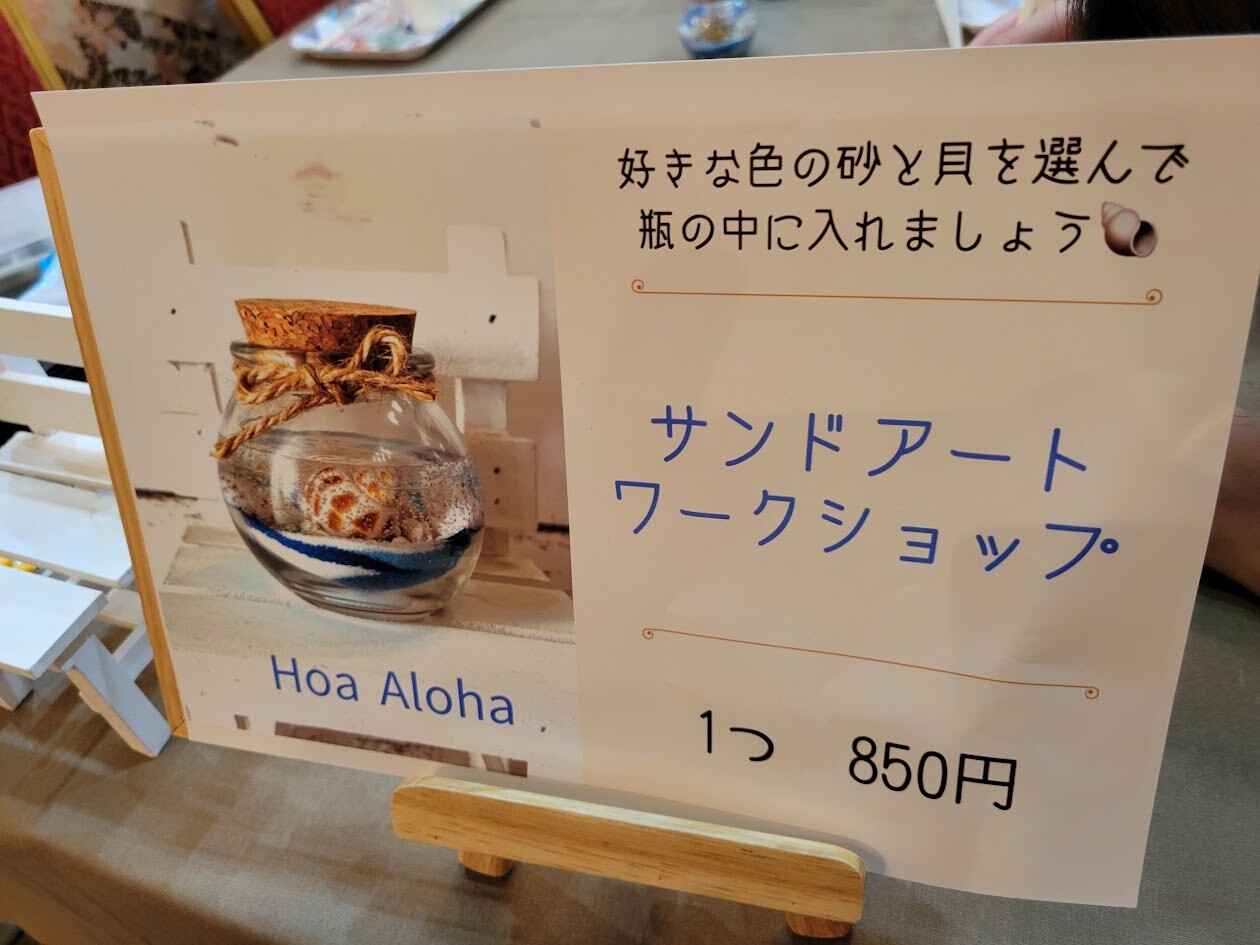 好きな色の砂と貝を選んで
瓶の中に入れましょう
サンドアート
ワークショップ
1つ 850円
Hoa Aloha